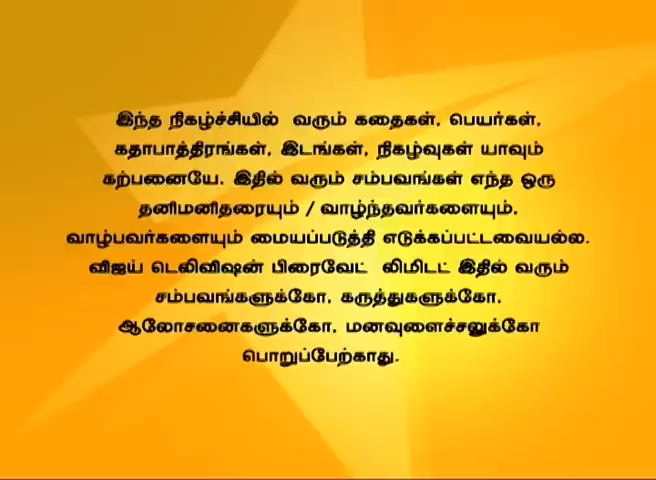 இந்த நிகழ்ச்சியில் வரும் கதைகள், பெயர்கள்,
கதாபாத்திரங்கள், இடங்கள், நிகழ்வுகள் யாவும்
கற்பனையே. இதில் வரும் சம்பவங்கள் எந்த ஒரு
தனிமனிதரையும் / வாழ்ந்தவர்களையும்,
வாழ்பவர்களையும் மையப்படுத்தி எடுக்கப்பட்டவையல்ல.
விஜய் டெலிவிஷன் பிரைவேட் லிமிடட் இதில் வரும்
சம்பவங்களுக்கோ, கருத்துகளுக்கோ,
ஆலோசனைகளுக்கோ, மனவுளைச்சலுக்கோ
பொறுப்பேற்காது.